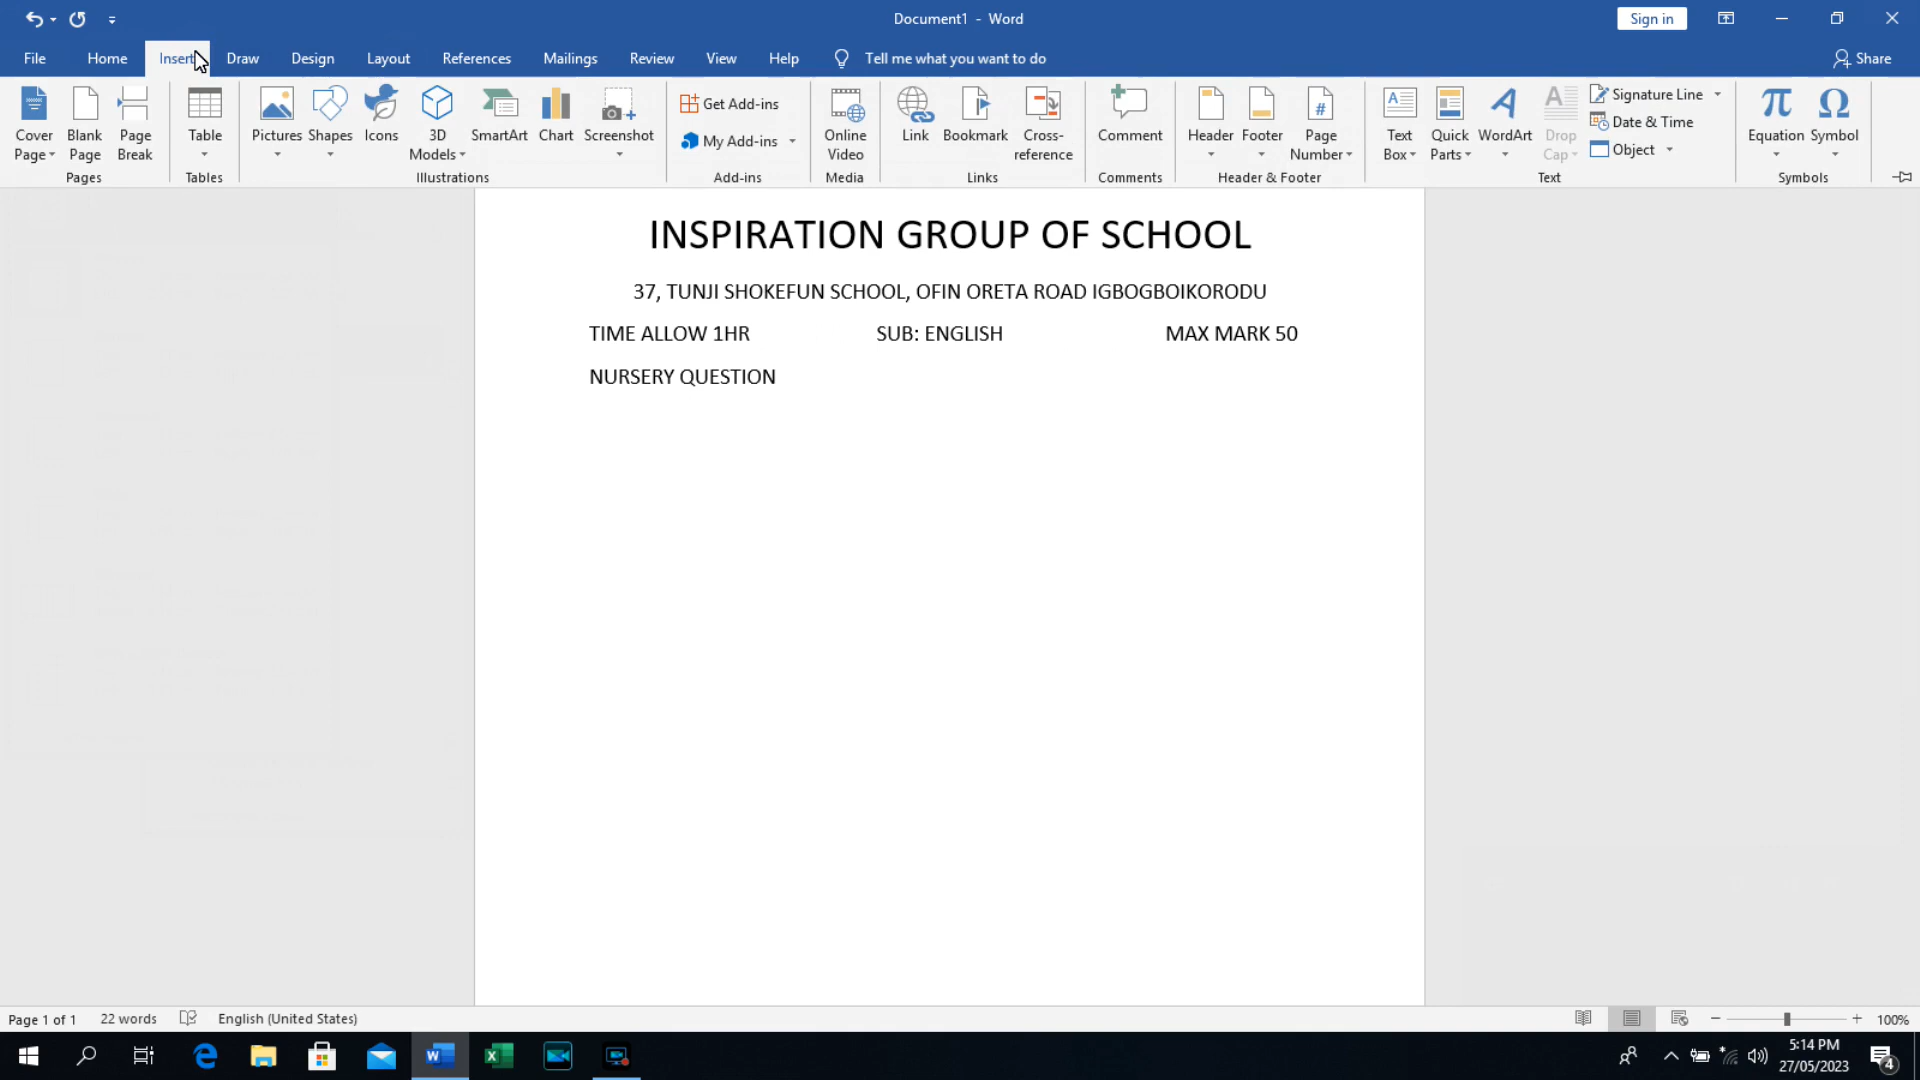 Document1 - Word
Sign in
File Home Insert Draw Design Layout References Mailings Review View Help Tell me what you want to do Share
Cover Page
Blank Page
Page Break
Pages
Table
Tables
Pictures
Shapes
Icons
3D Models
SmartArt
Chart
Screenshot
Illustrations
Get Add-ins
My Add-ins
Add-ins
Online Video
Media
Link
Bookmark
Cross-reference
Links
Comment
Comments
Header
Footer
Page Number
Header & Footer
Text Box
Quick Parts
WordArt
Drop Cap
Signature Line
Date & Time
Object
Text
Equation
Symbol
Symbols
INSPIRATION GROUP OF SCHOOL
37, TUNJI SHOKEFUN SCHOOL, OFIN ORETA ROAD IGBOGBOIKORODU
TIME ALLOW 1HR SUB: ENGLISH MAX MARK 50
NURSERY QUESTION
Page 1 of 1 22 words English (United States) 100%
5:14 PM
27/05/2023
4